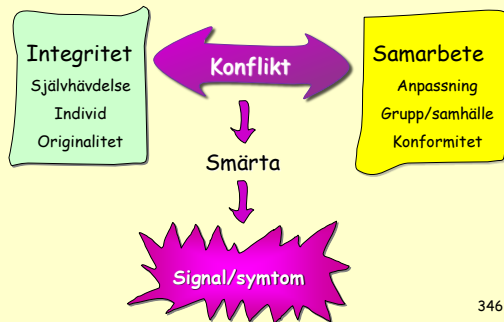 Integritet
Självhävdelse
Individ
Originalitet
Konflikt
Samarbete
Anpassning
Grupp/samhälle
Konformitet
Smärta
Signal/symtom
346